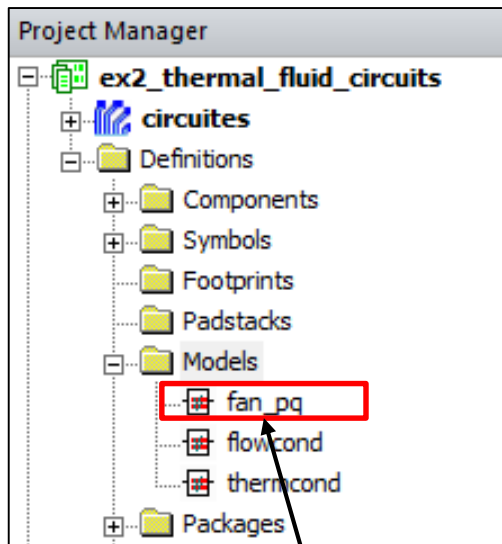 Project Manager
ex2_thermal_fluid_circuits
circuites
Definitions
Components
Symbols
Footprints
Padstacks
Models
fan_pq
flowcond
thermcond
Packages